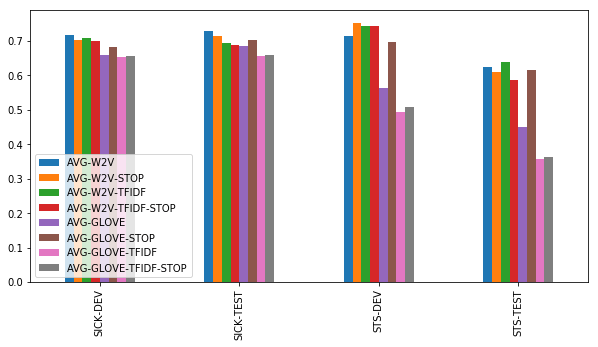 0.7
0.6
0.5
0.4
0.3
0.2
0.1
0.0
AVG-W2V
AVG-W2V-STOP
AVG-W2V-TFIDF
AVG-W2V-TFIDF-STOP
AVG-GLOVE
AVG-GLOVE-STOP
AVG-GLOVE-TFIDF
AVG-GLOVE-TFIDF-STOP
SICK-DEV
SICK-TEST
STS-DEV
STS-TEST